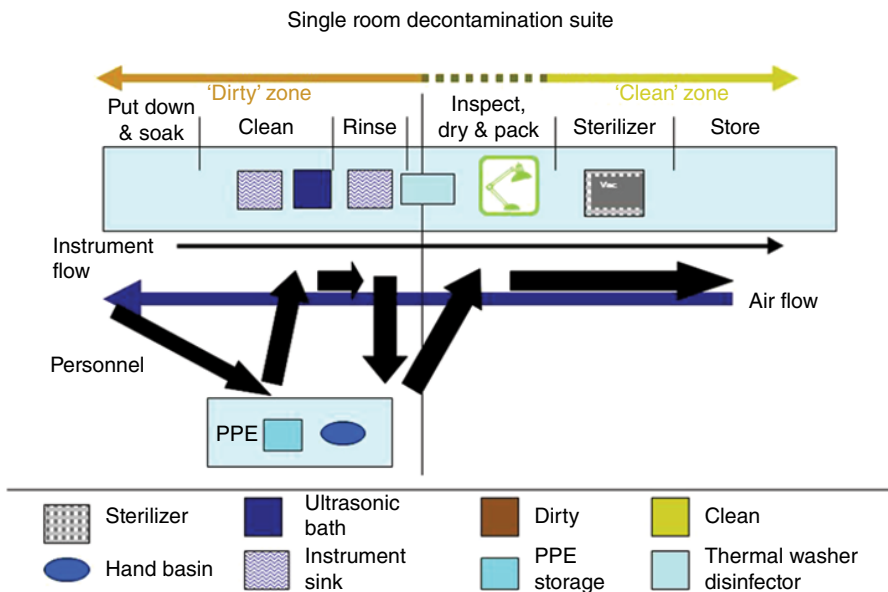 Single room decontamination suite
‘Dirty’ zone
‘Clean’ zone
Put down
& soak
Clean
Rinse
Inspect,
dry & pack
Sterilizer
Store
Vac
Instrument
flow
Air flow
Personnel
PPE
Sterilizer
Ultrasonic
bath
Dirty
Clean
Hand basin
Instrument
sink
PPE
storage
Thermal washer
disinfector